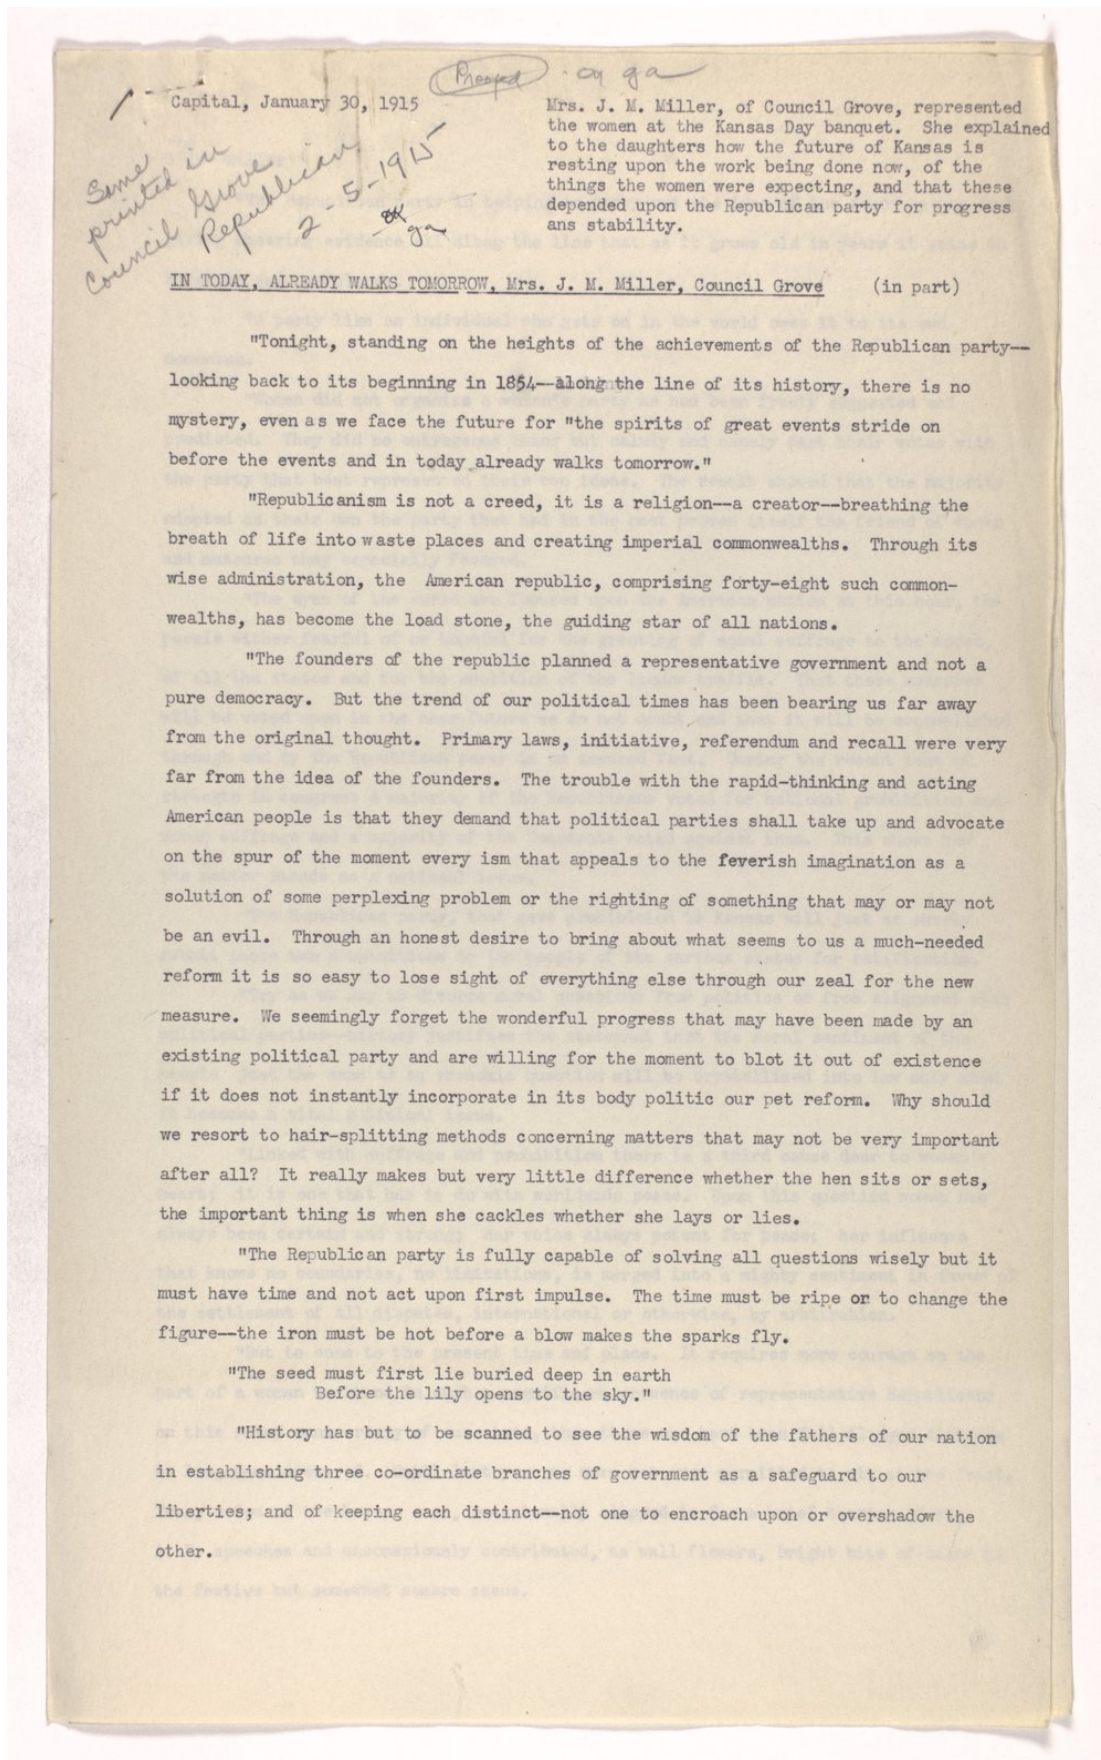 Proofed on ga
Capital, January 30, 1915
Same
printed in
Council Grove
Republican
2-5-1915
ok
ga
Mrs. J. M. Miller, of Council Grove, represented
the women at the Kansas Day banquet. She explained
to the daughters how the future of Kansas is
resting upon the work being done now, of the
things the women were expecting, and that these
depended upon the Republican party for progress
ans stability.
IN TODAY, ALREADY WALKS TOMORROW, Mrs. J. M. Miller, Council Grove (in part)
"Tonight, standing on the heights of the achievements of the Republican party--
looking back to its beginning in 1854--along the line of its history, there is no
mystery, even as we face the future for "the spirits of great events stride on
before the events and in today already walks tomorrow."
"Republicanism is not a creed, it is a religion--a creator--breathing the
breath of life into waste places and creating imperial commonwealths. Through its
wise administration, the American republic, comprising forty-eight such common-
wealths, has become the load stone, the guiding star of all nations.
"The founders of the republic planned a representative government and not a
pure democracy. But the trend of our political times has been bearing us far away
from the original thought. Primary laws, initiative, referendum and recall were very
far from the idea of the founders. The trouble with the rapid-thinking and acting
American people is that they demand that political parties shall take up and advocate
on the spur of the moment every ism that appeals to the feverish imagination as a
solution of some perplexing problem or the righting of something that may or may not
be an evil. Through an honest desire to bring about what seems to us a much-needed
reform it is so easy to lose sight of everything else through our zeal for the new
measure. We seemingly forget the wonderful progress that may have been made by an
existing political party and are willing for the moment to blot it out of existence
if it does not instantly incorporate in its body politic our pet reform. Why should
we resort to hair-splitting methods concerning matters that may not be very important
after all? It really makes but very little difference whether the hen sits or sets,
the important thing is when she cackles whether she lays or lies.
"The Republican party is fully capable of solving all questions wisely but it
must have time and not act upon first impulse. The time must be ripe or to change the
figure--the iron must be hot before a blow makes the sparks fly.
"The seed must first lie buried deep in earth
Before the lily opens to the sky."
"History has but to be scanned to see the wisdom of the fathers of our nation
in establishing three co-ordinate branches of government as a safeguard to our
liberties; and of keeping each distinct--not one to encroach upon or overshadow the
other.